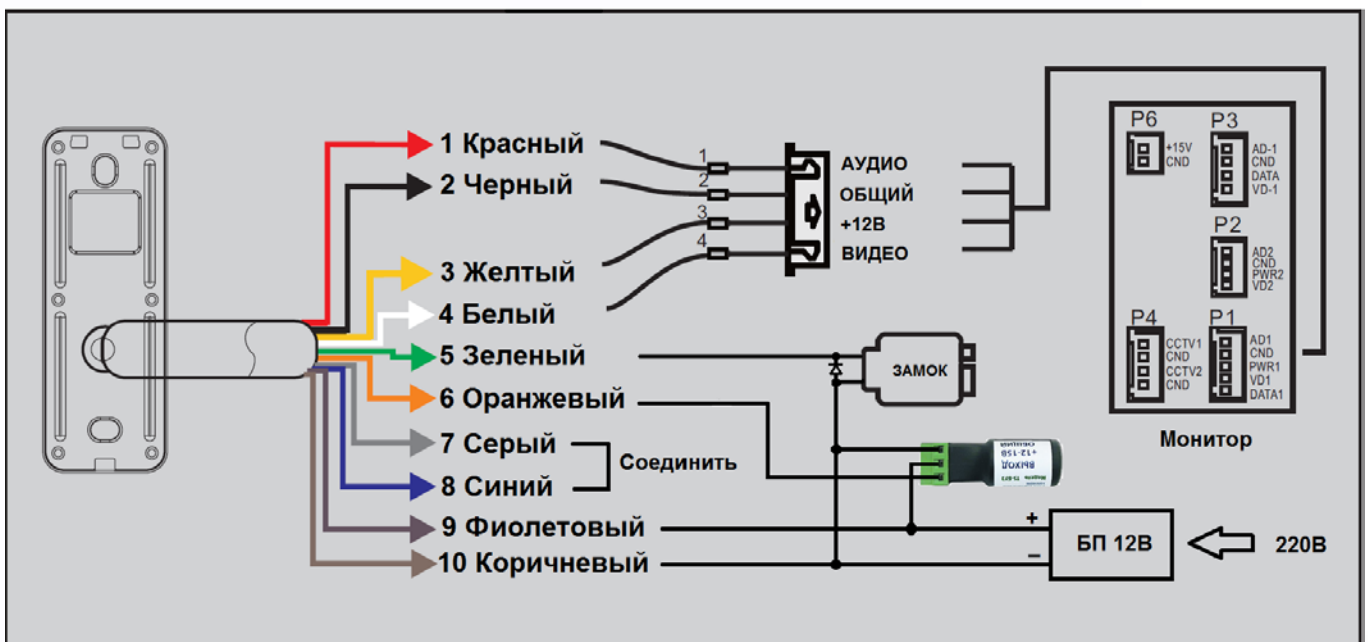 1 Красный
2 Черный
3 Желтый
4 Белый
5 Зеленый
6 Оранжевый
7 Серый
8 Синий
Соединить
9 Фиолетовый
10 Коричневый
1
2
3
4
АУДИО
ОБЩИЙ
+12В
ВИДЕО
ЗАМОК
ОБЩИЙ
+12-15В
ВЫХОД
+
−
БП 12В
220В
P6
+15V
CND
P3
AD-1
CND
DATA
VD-1
P2
AD2
CND
PWR2
VD2
P4
CCTV1
CND
CCTV2
CND
P1
AD1
CND
PWR1
VD1
DATA1
Монитор